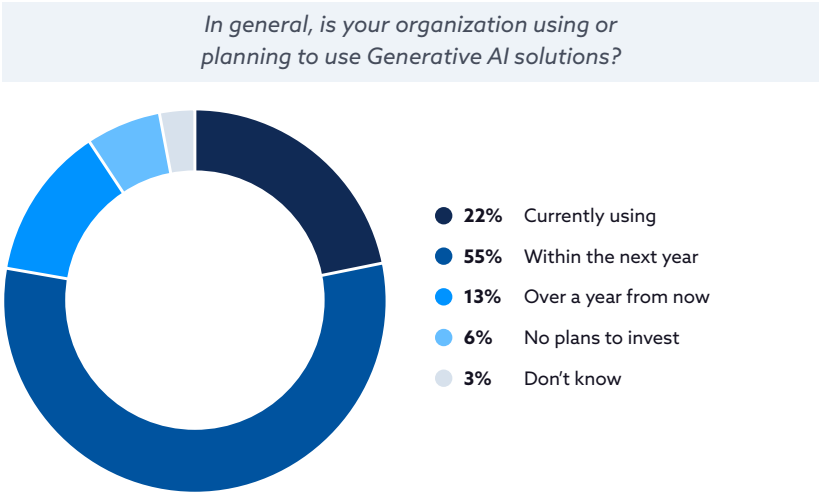 In general, is your organization using or
planning to use Generative AI solutions?
22% Currently using
55% Within the next year
13% Over a year from now
6% No plans to invest
3% Don't know